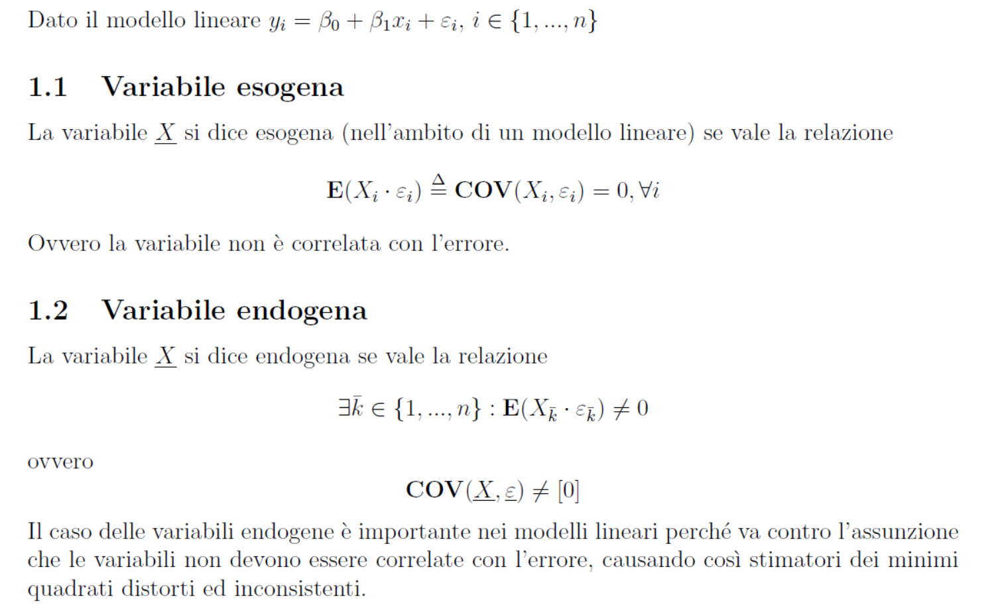 Dato il modello lineare $y_i = \beta_0 + \beta_1 x_i + \varepsilon_i$, $i \in \{1, ..., n\}$
1.1 Variabile esogena
La variabile $\underline{X}$ si dice esogena (nell'ambito di un modello lineare) se vale la relazione
$\mathbf{E}(X_i \cdot \varepsilon_i) \stackrel{\Delta}{=} \mathbf{COV}(X_i, \varepsilon_i) = 0, \forall i$
Ovvero la variabile non è correlata con l'errore.
1.2 Variabile endogena
La variabile $\underline{X}$ si dice endogena se vale la relazione
$\exists \bar{k} \in \{1, ..., n\} : \mathbf{E}(X_{\bar{k}} \cdot \varepsilon_{\bar{k}}) \neq 0$
ovvero
$\mathbf{COV}(\underline{X}, \underline{\varepsilon}) \neq [0]$
Il caso delle variabili endogene è importante nei modelli lineari perché va contro l'assunzione
che le variabili non devono essere correlate con l'errore, causando così stimatori dei minimi
quadrati distorti ed inconsistenti.